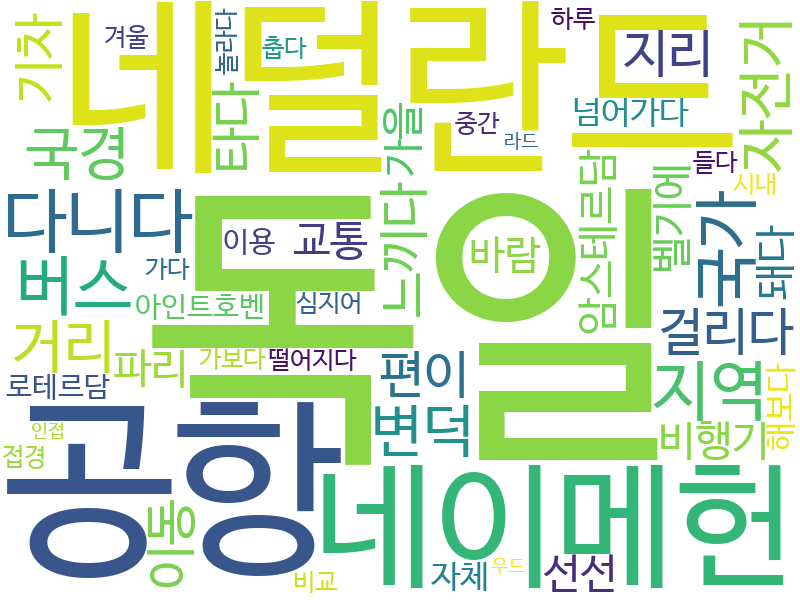 네덜란드
독일
공항
네이메헌
겨울
놀라다
춥다
하루
지리
기차
타다
가을
중간
라드
넘어가다
자전거
국경
들다
시내
다니다
이용
교통
느끼다
바람
암스테르담
벨기에
국가
돼다
버스
가다
심지어
아인트호벤
걸리다
거리
파리
가보다
떨어지다
편이
지역
해보다
로테르담
변덕
비행기
인접
접경
이동
비교
자체
우드
선선